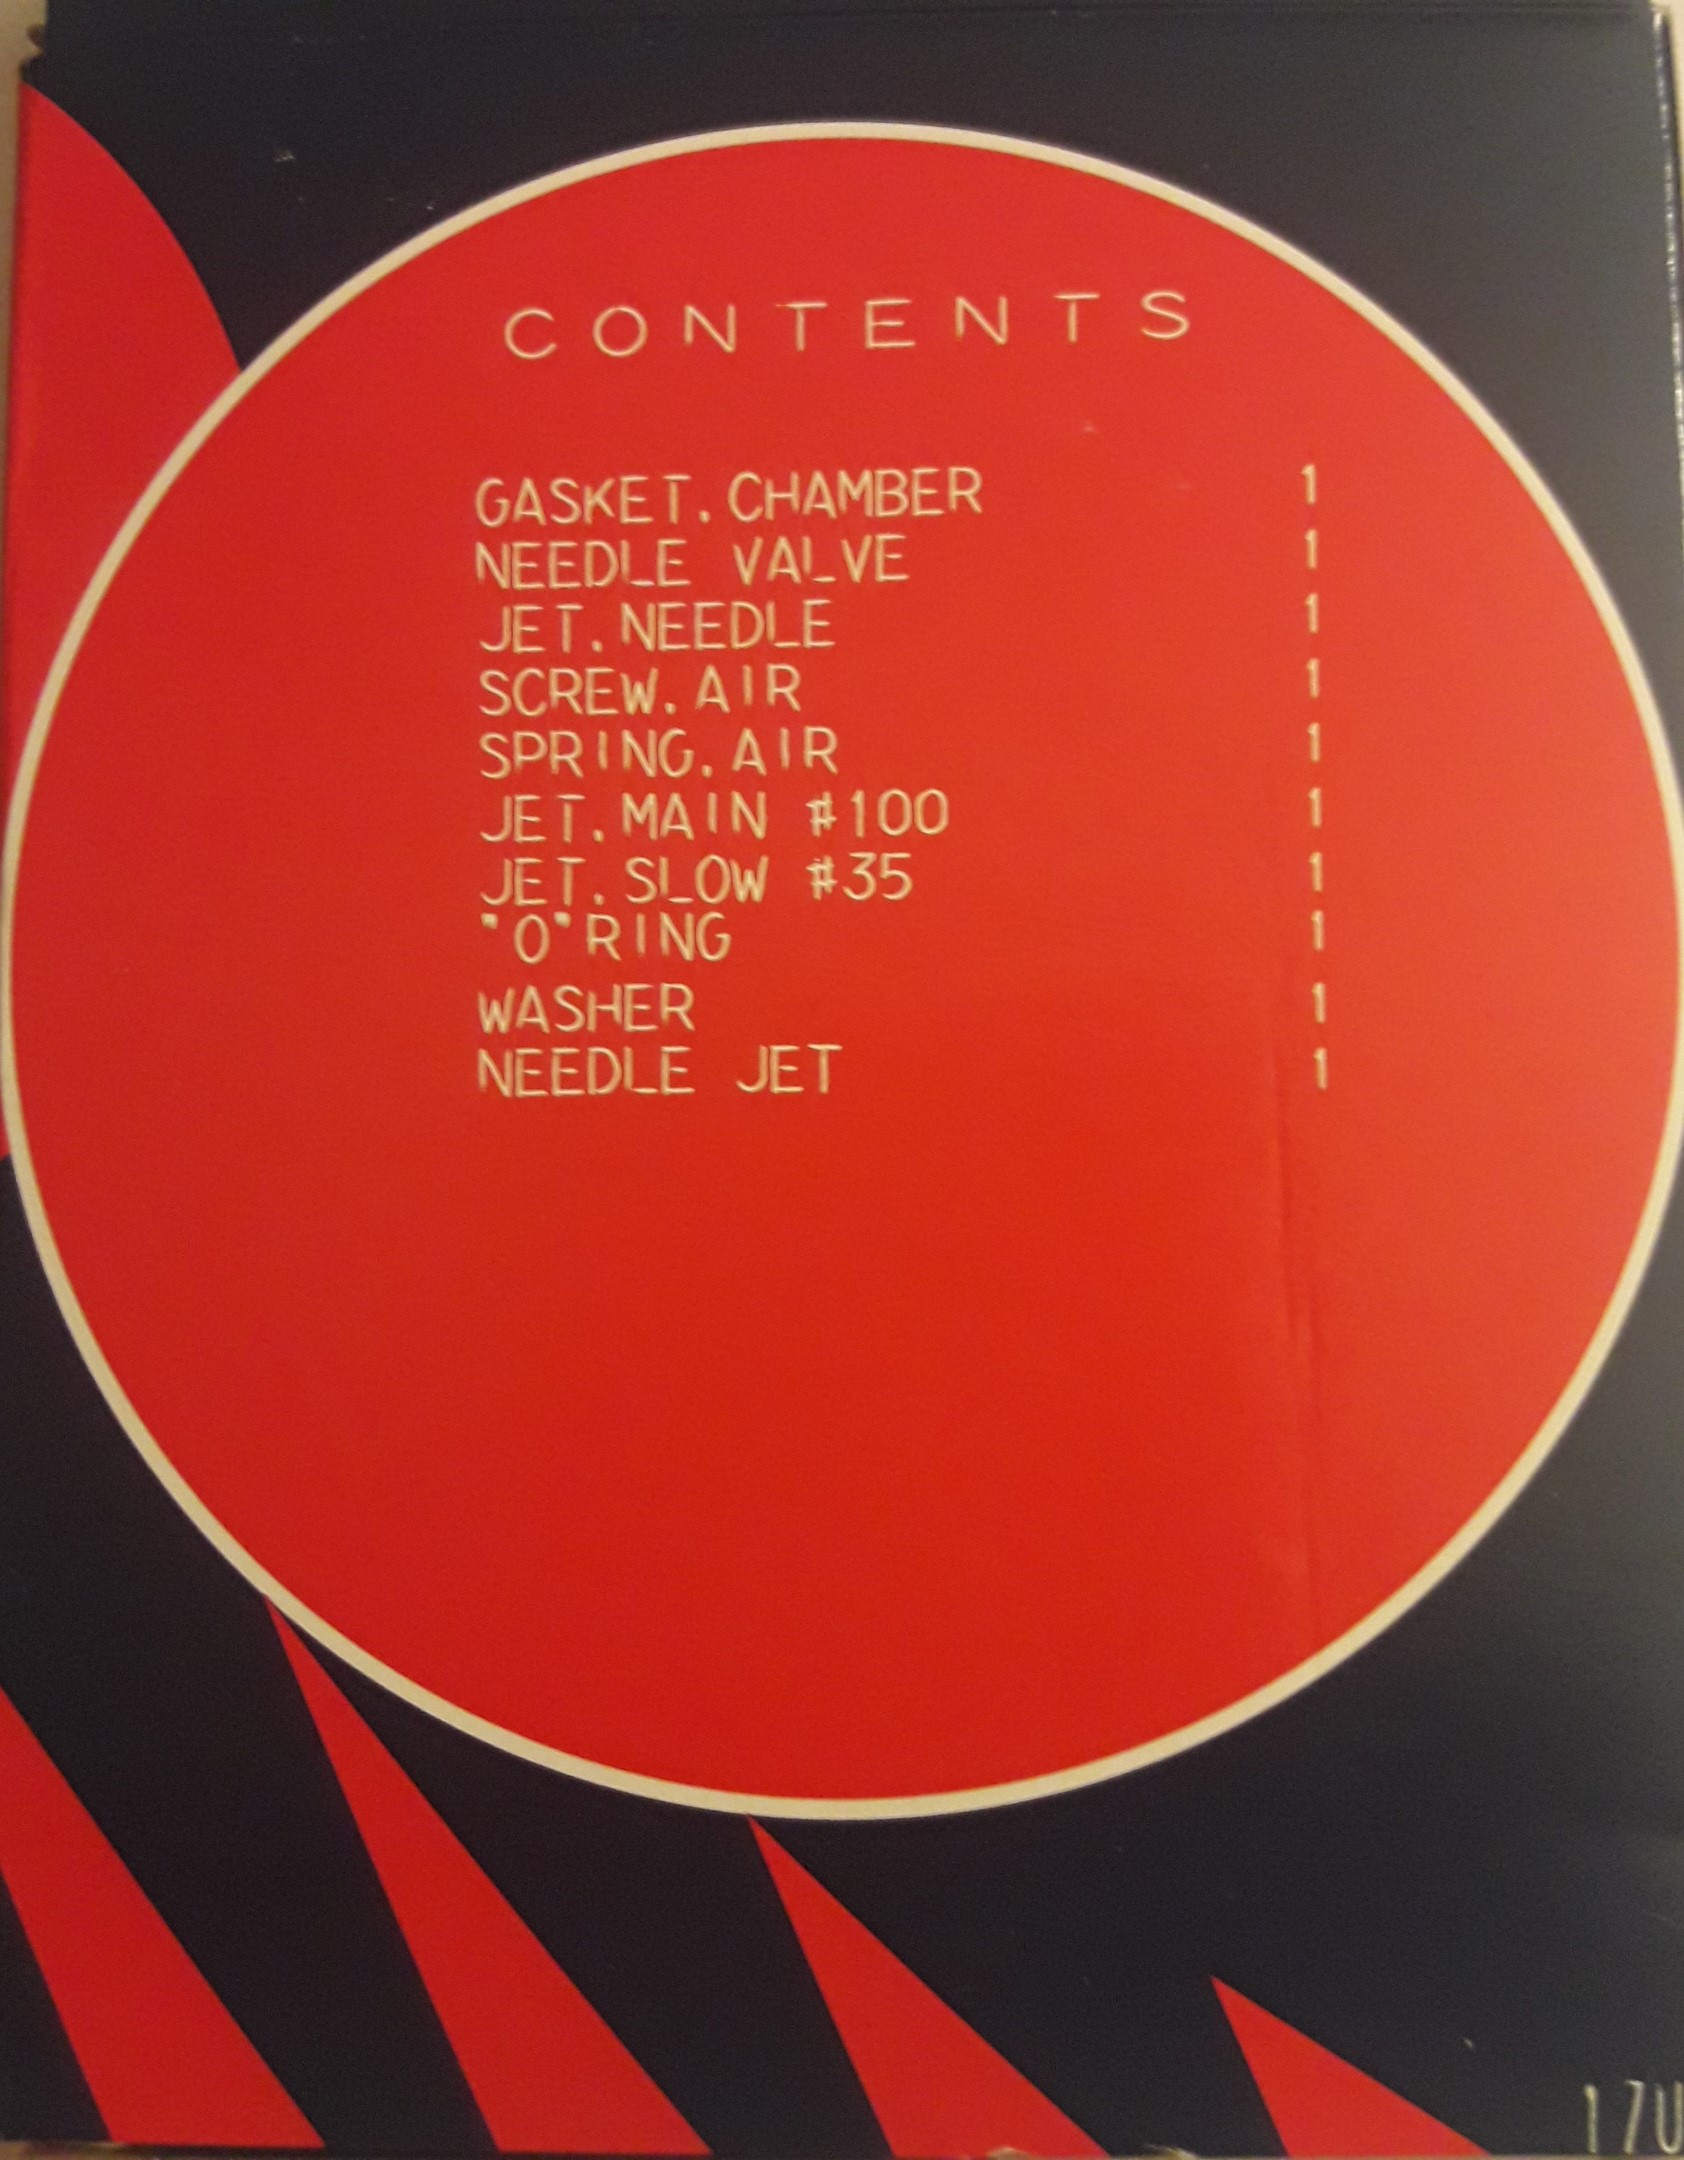 CONTENTS
GASKET.CHAMBER 1
NEEDLE VALVE 1
JET.NEEDLE 1
SCREW.AIR 1
SPRING.AIR 1
JET.MAIN #100 1
JET.SLOW #35 1
"O"RING 1
WASHER 1
NEEDLE JET 1
17U